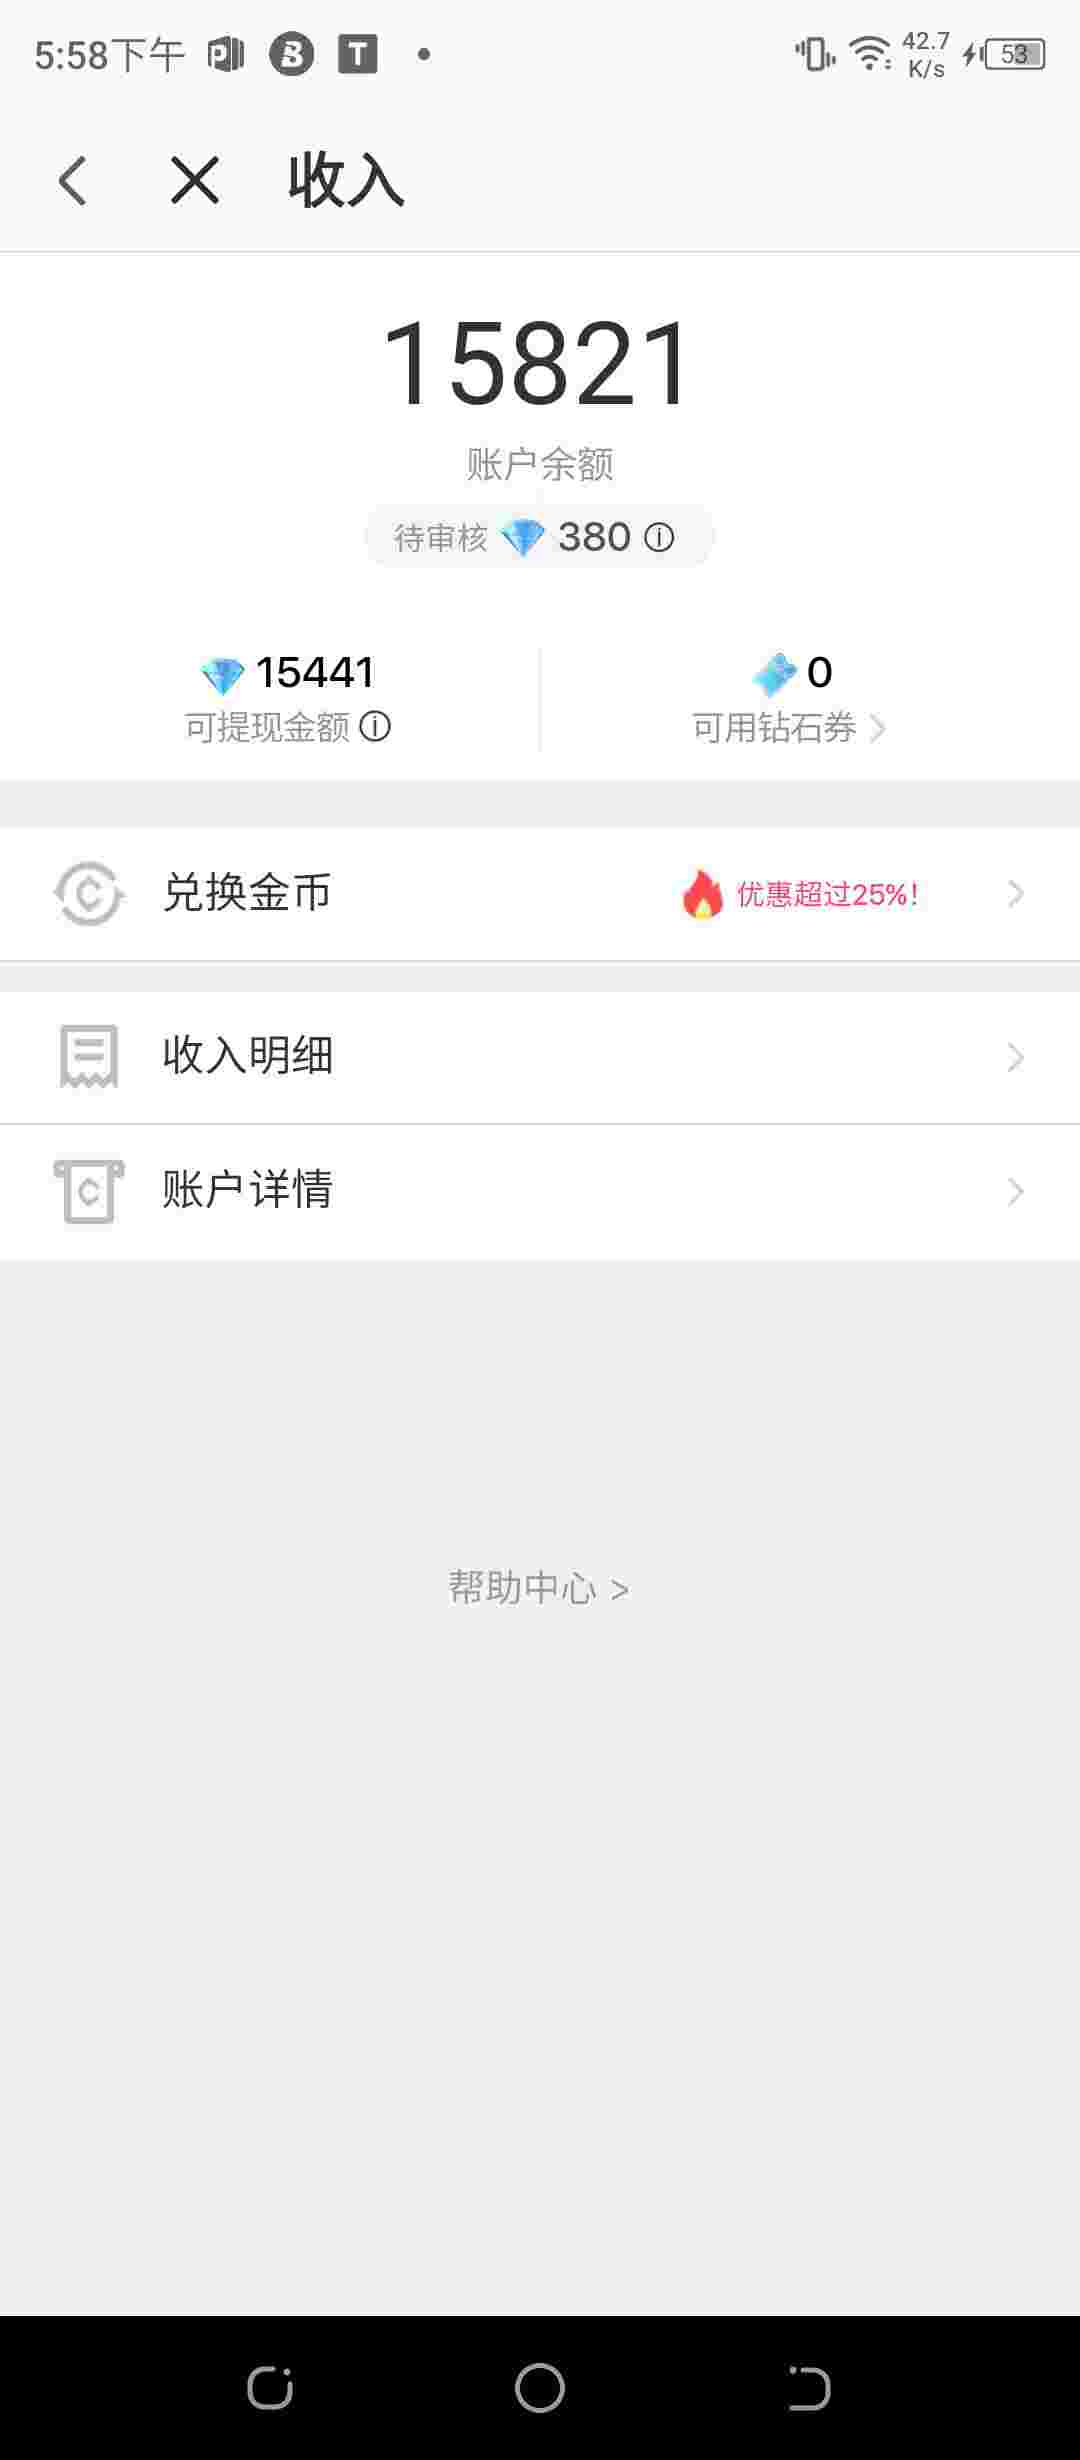 5:58下午
42.7
K/s
53
收入
15821
账户余额
待审核 380
15441
可提现金额
0
可用钻石券
兑换金币
优惠超过25%！
收入明细
账户详情
帮助中心 >